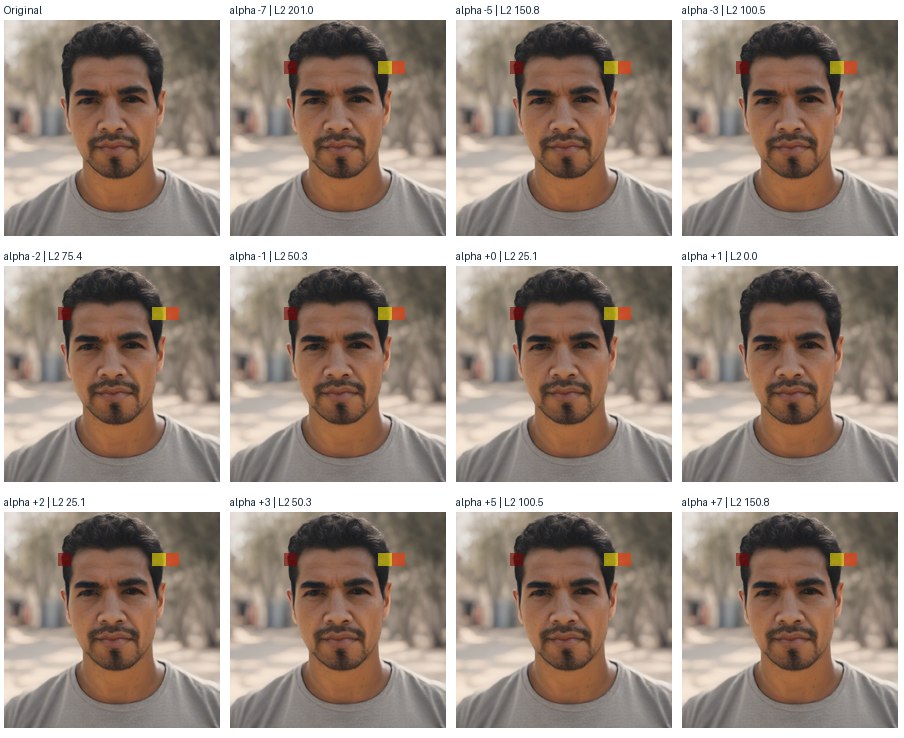 Original
alpha -7 | L2 201.0
alpha -5 | L2 150.8
alpha -3 | L2 100.5
alpha -2 | L2 75.4
alpha -1 | L2 50.3
alpha +0 | L2 25.1
alpha +1 | L2 0.0
alpha +2 | L2 25.1
alpha +3 | L2 50.3
alpha +5 | L2 100.5
alpha +7 | L2 150.8